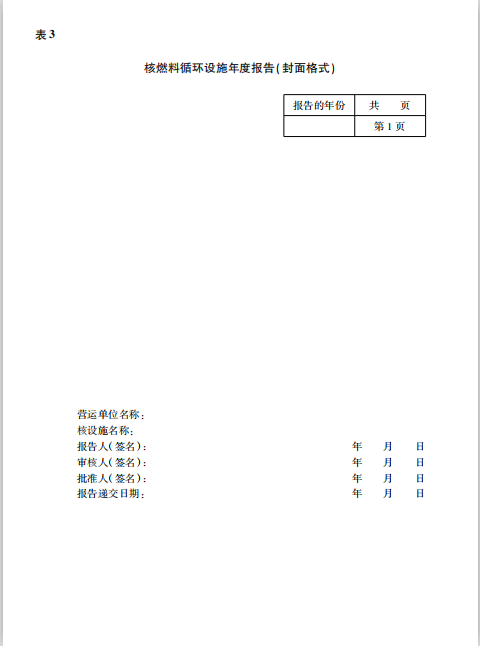 表 3
核燃料循环设施年度报告(封面格式)
报告的年份 共 页
第 1 页
营运单位名称:
核设施名称:
报告人(签名): 年 月 日
审核人(签名): 年 月 日
批准人(签名): 年 月 日
报告递交日期: 年 月 日